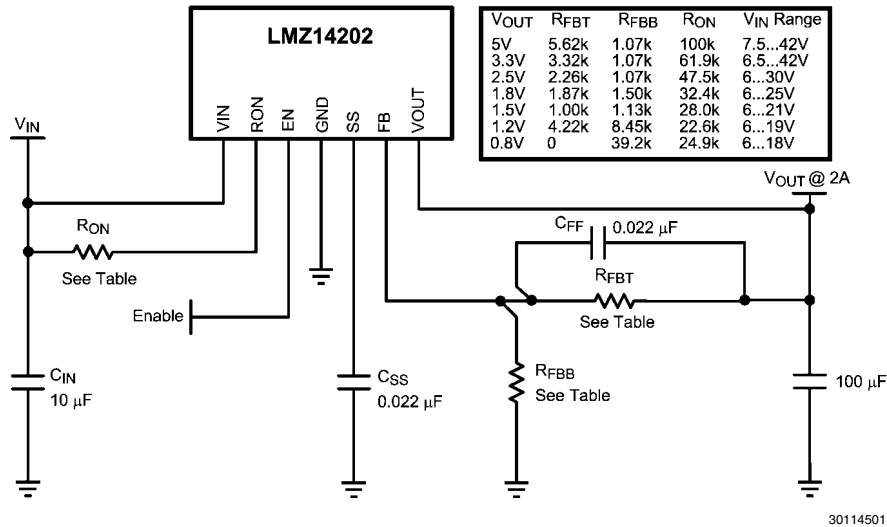 LMZ14202
VIN
RON
EN
GND
SS
FB
VOUT
VOUT RFBT RFBB RON VIN Range
5V 5.62k 1.07k 100k 7.5...42V
3.3V 3.32k 1.07k 61.9k 6.5...42V
2.5V 2.26k 1.07k 47.5k 6...30V
1.8V 1.87k 1.50k 32.4k 6...25V
1.5V 1.00k 1.13k 28.0k 6...21V
1.2V 4.22k 8.45k 22.6k 6...19V
0.8V 0 39.2k 24.9k 6...18V
VIN
VOUT @ 2A
RON
See Table
CFF 0.022 µF
RFBT
See Table
Enable
CIN
10 µF
CSS
0.022 µF
RFBB
See Table
100 µF
30114501